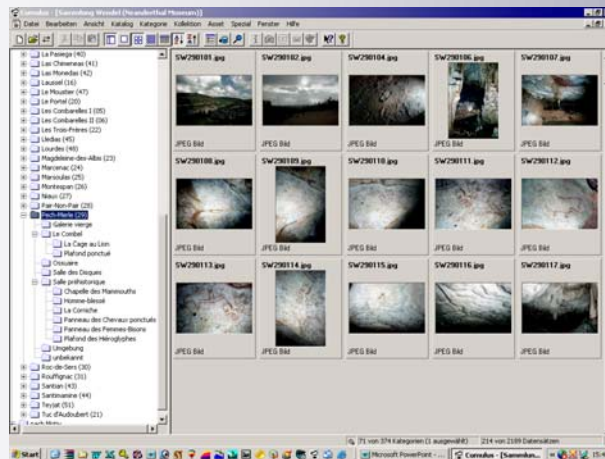 Cumulus - [Sammlung Wendel (Neanderthal Museum)]
Datei Bearbeiten Ansicht Katalog Kategorie Kollektion Asset Spezial Fenster Hilfe
La Pasiega (40)
Las Chimeneas (41)
Las Monedas (42)
Laussel (16)
Le Moustier (47)
Le Portel (20)
Les Combarelles I (05)
Les Combarelles II (06)
Les Trois-Frères (22)
Lledias (45)
Lourdes (48)
Magdeleine-des-Albis (23)
Marcenac (24)
Marsoulas (25)
Montespan (26)
Niaux (27)
Pair-Non-Pair (28)
Pech-Merle (29)
Galerie vierge
Le Combel
La Cage au Lion
Plafond ponctué
Ossuaire
Salle des Disques
Salle préhistorique
Chapelle des Mammouths
Homme-blessé
La Corniche
Panneau des Chevaux ponctués
Panneau des Femmes-Bisons
Plafond des Hiéroglyphes
Umgebung
unbekannt
Roc-de-Sers (30)
Rouffignac (31)
Santian (43)
Santimamine (44)
Teyjat (51)
Tuc d'Audoubert (21)
SW290101.jpg SW290102.jpg SW290104.jpg SW290106.jpg SW290107.jpg
JPEG Bild JPEG Bild JPEG Bild JPEG Bild JPEG Bild
SW290108.jpg SW290109.jpg SW290110.jpg SW290111.jpg SW290112.jpg
JPEG Bild JPEG Bild JPEG Bild JPEG Bild JPEG Bild
SW290113.jpg SW290114.jpg SW290115.jpg SW290116.jpg SW290117.jpg
JPEG Bild JPEG Bild JPEG Bild JPEG Bild JPEG Bild
71 von 374 Kategorien (1 ausgewählt) 214 von 2189 Datensätzen
Start Microsoft PowerPoint - ... Cumulus - [Sammlun...